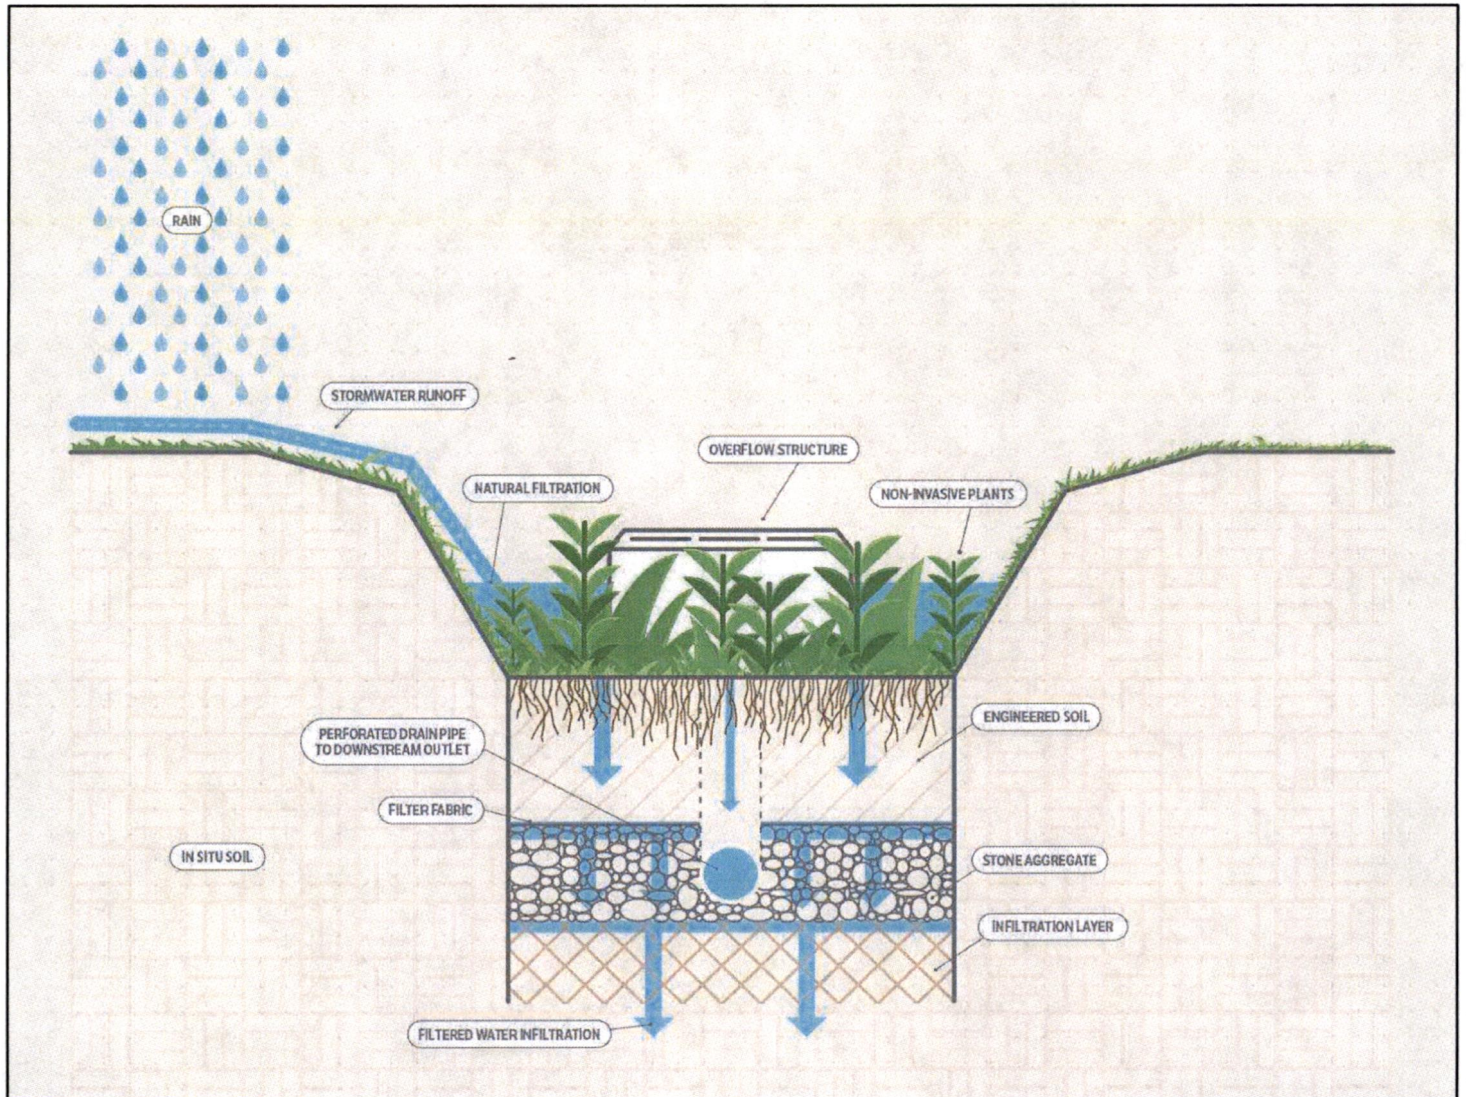 RAIN
STORMWATER RUNOFF
OVERFLOW STRUCTURE
NATURAL FILTRATION
NON-INVASIVE PLANTS
ENGINEERED SOIL
PERFORATED DRAIN PIPE
TO DOWNSTREAM OUTLET
FILTER FABRIC
IN SITU SOIL
STONE AGGREGATE
INFILTRATION LAYER
FILTERED WATER INFILTRATION